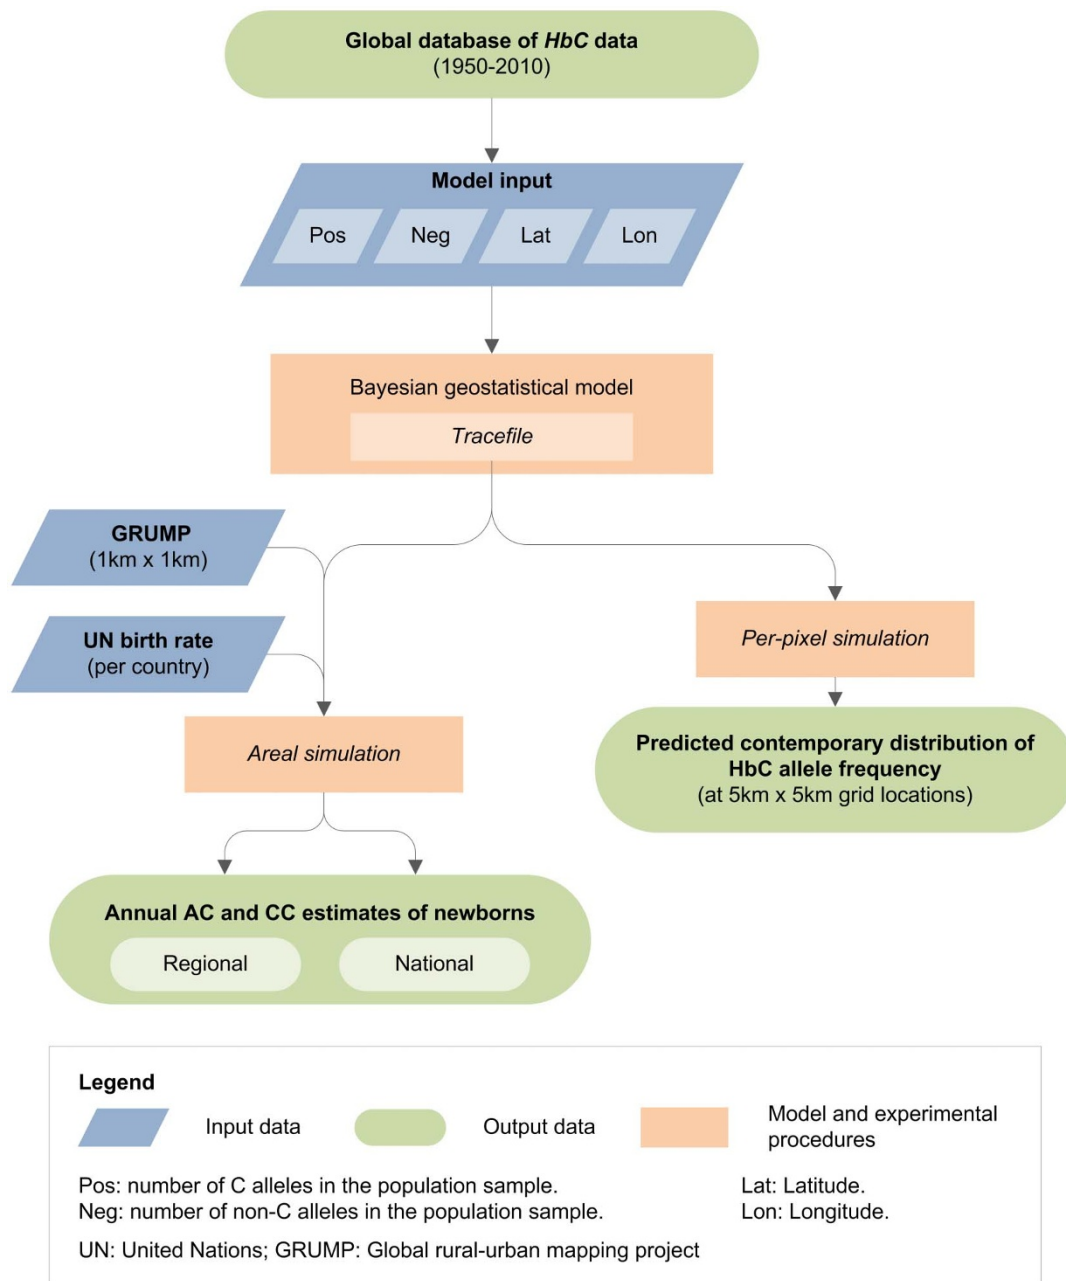 Global database of HbC data
(1950-2010)
Model input
Pos
Neg
Lat
Lon
Bayesian geostatistical model
Tracefile
GRUMP
(1km x 1km)
UN birth rate
(per country)
Per-pixel simulation
Areal simulation
Predicted contemporary distribution of
HbC allele frequency
(at 5km x 5km grid locations)
Annual AC and CC estimates of newborns
Regional
National
Legend
Input data
Output data
Model and experimental
procedures
Pos: number of C alleles in the population sample.
Lat: Latitude.
Neg: number of non-C alleles in the population sample.
Lon: Longitude.
UN: United Nations; GRUMP: Global rural-urban mapping project